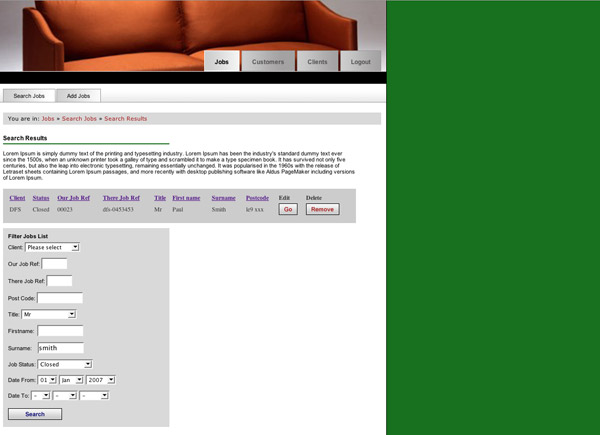 Jobs Customers Clients Logout
Search Jobs Add Jobs
You are in: Jobs » Search Jobs » Search Results
Search Results
Lorem Ipsum is simply dummy text of the printing and typesetting industry. Lorem Ipsum has been the industry's standard dummy text ever
since the 1500s, when an unknown printer took a galley of type and scrambled it to make a type specimen book. It has survived not only five
centuries, but also the leap into electronic typesetting, remaining essentially unchanged. It was popularised in the 1960s with the release of
Letraset sheets containing Lorem Ipsum passages, and more recently with desktop publishing software like Aldus PageMaker including versions
of Lorem Ipsum.
Client Status Our Job Ref There Job Ref Title First name Surname Postcode Edit Delete
DFS Closed 00023 dfs-0453453 Mr Paul Smith le9 xxx Go Remove
Filter Jobs List
Client: Please select
Our Job Ref:
There Job Ref:
Post Code:
Title: Mr
Firstname:
Surname: smith
Job Status: Closed
Date From: 01 Jan 2007
Date To: - - -
Search